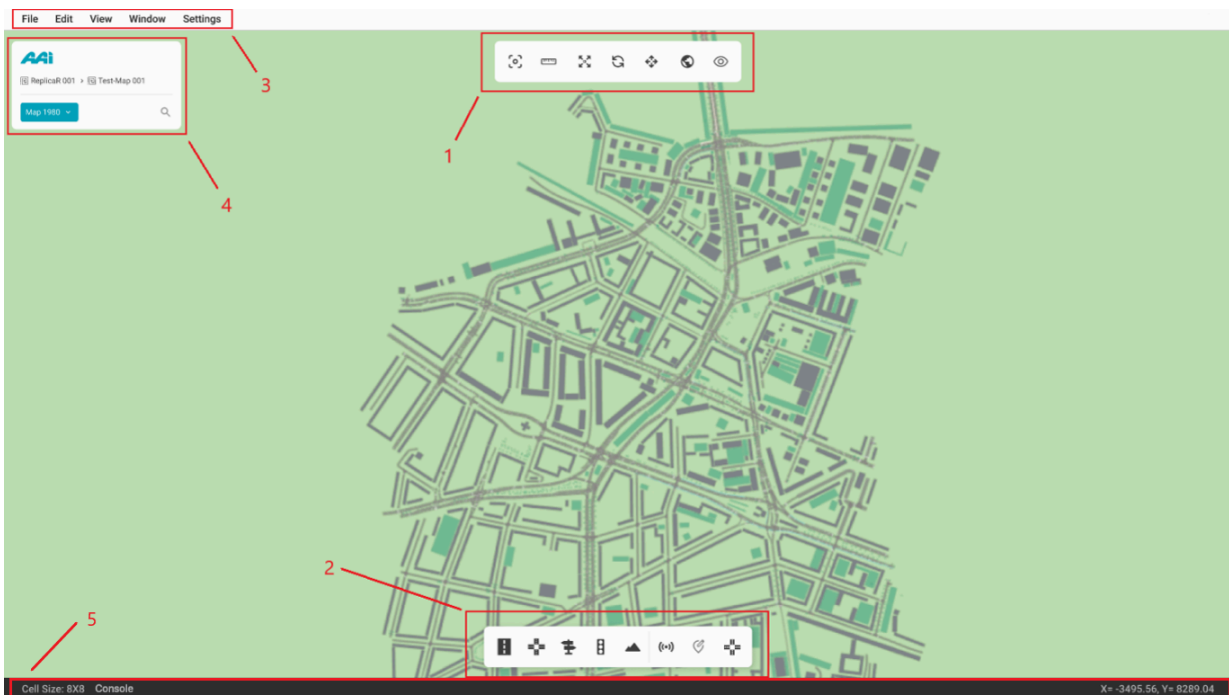 File Edit View Window Settings
AAi
ReplicaR 001 > Test-Map 001
Map 1980
1
2
3
4
5
Cell Size: 8X8 Console
X= -3495.56, Y= 8289.04